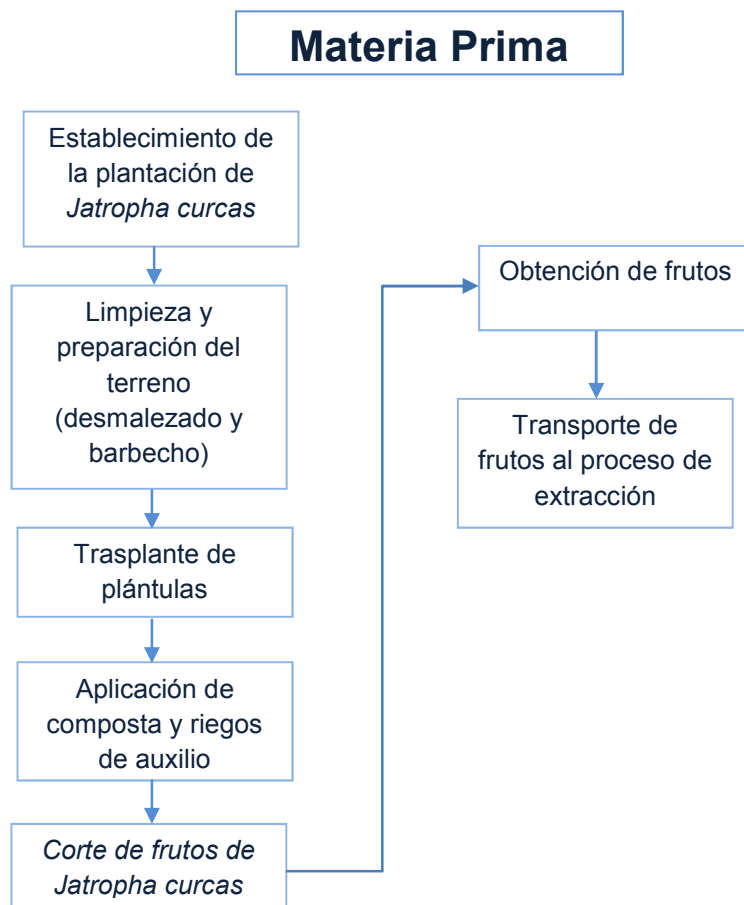 Materia Prima
Establecimiento de
la plantación de
Jatropha curcas
Limpieza y
preparación del
terreno
(desmalezado y
barbecho)
Trasplante de
plántulas
Aplicación de
composta y riegos
de auxilio
Corte de frutos de
Jatropha curcas
Obtención de frutos
Transporte de
frutos al proceso de
extracción